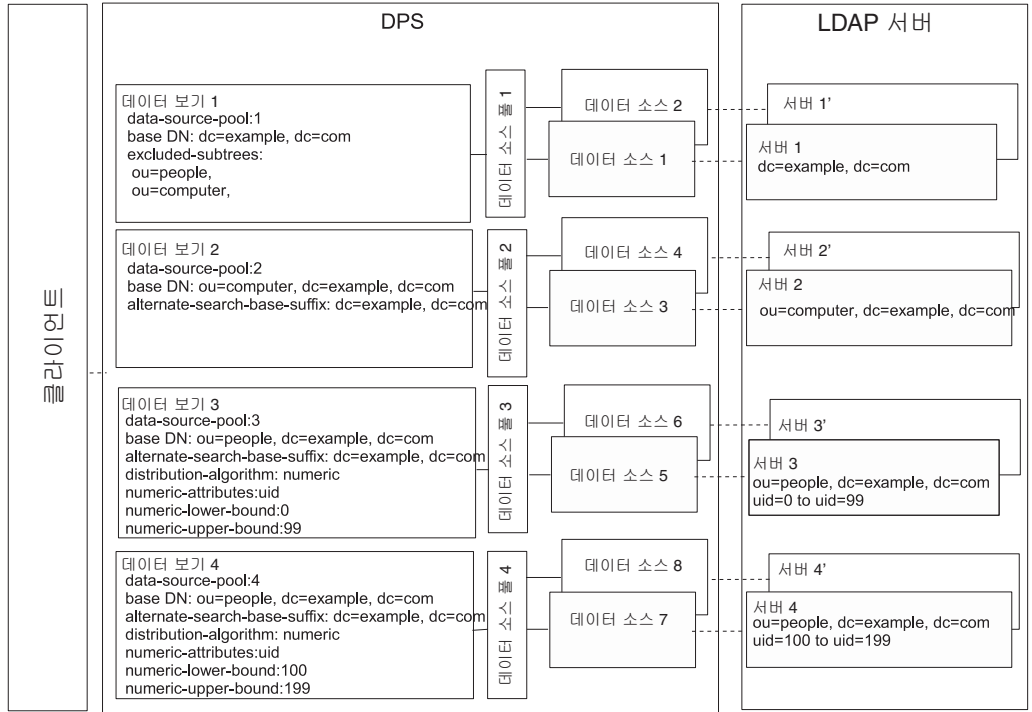 클라이언트
DPS
데이터 보기 1
data-source-pool:1
base DN: dc=example, dc=com
excluded-subtrees:
ou=people,
ou=computer,
데이터 소스 풀 1
데이터 소스 2
데이터 소스 1
데이터 보기 2
data-source-pool:2
base DN: ou=computer, dc=example, dc=com
alternate-search-base-suffix: dc=example, dc=com
데이터 소스 풀2
데이터 소스 4
데이터 소스 3
데이터 보기 3
data-source-pool:3
base DN: ou=people, dc=example, dc=com
alternate-search-base-suffix: dc=example, dc=com
distribution-algorithm: numeric
numeric-attributes:uid
numeric-lower-bound:0
numeric-upper-bound:99
데이터 소스 풀 3
데이터 소스 6
데이터 소스 5
데이터 보기 4
data-source-pool:4
base DN: ou=people, dc=example, dc=com
alternate-search-base-suffix: dc=example, dc=com
distribution-algorithm: numeric
numeric-attributes:uid
numeric-lower-bound:100
numeric-upper-bound:199
데이터 소스 풀 4
데이터 소스 8
데이터 소스 7
LDAP 서버
서버 1'
서버 1
dc=example, dc=com
서버 2'
서버 2
ou=computer, dc=example, dc=com
서버 3'
서버 3
ou=people, dc=example, dc=com
uid=0 to uid=99
서버 4'
서버 4
ou=people, dc=example, dc=com
uid=100 to uid=199